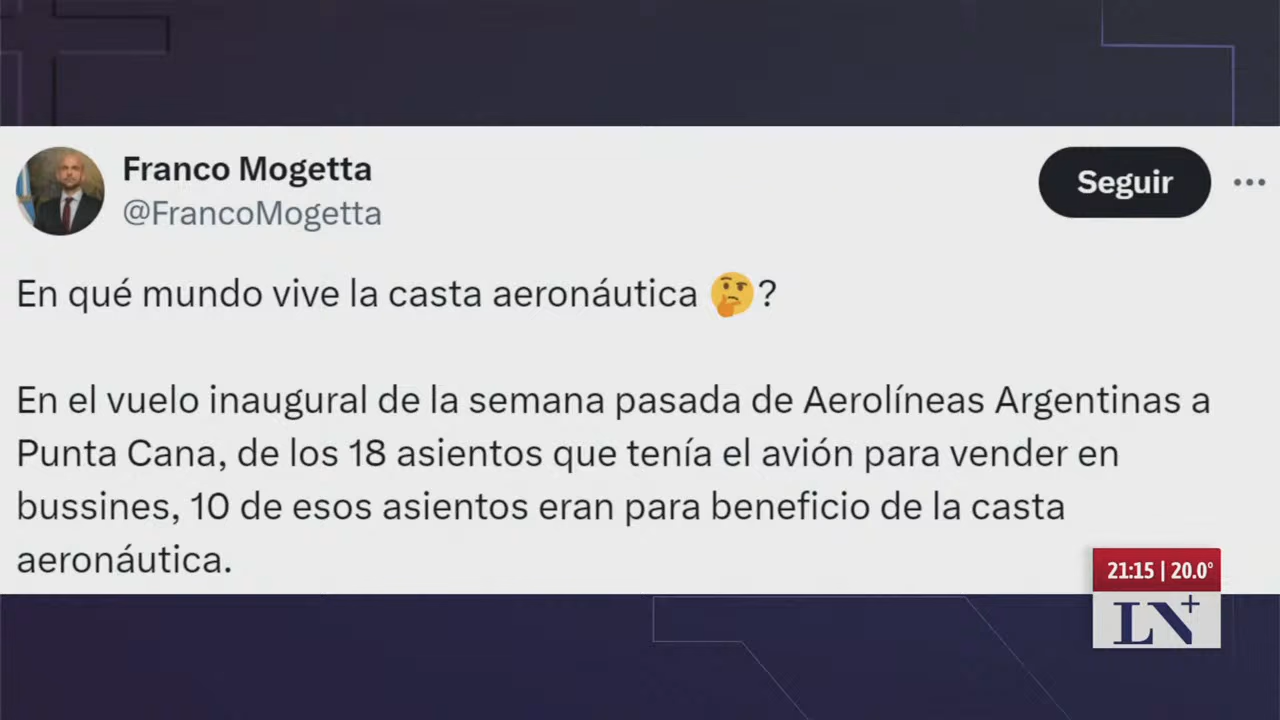 Franco Mogetta
@FrancoMogetta
Seguir
En qué mundo vive la casta aeronáutica 🤔?
En el vuelo inaugural de la semana pasada de Aerolíneas Argentinas a
Punta Cana, de los 18 asientos que tenía el avión para vender en
bussines, 10 de esos asientos eran para beneficio de la casta
aeronáutica.
21:15 | 20.0°
LN+